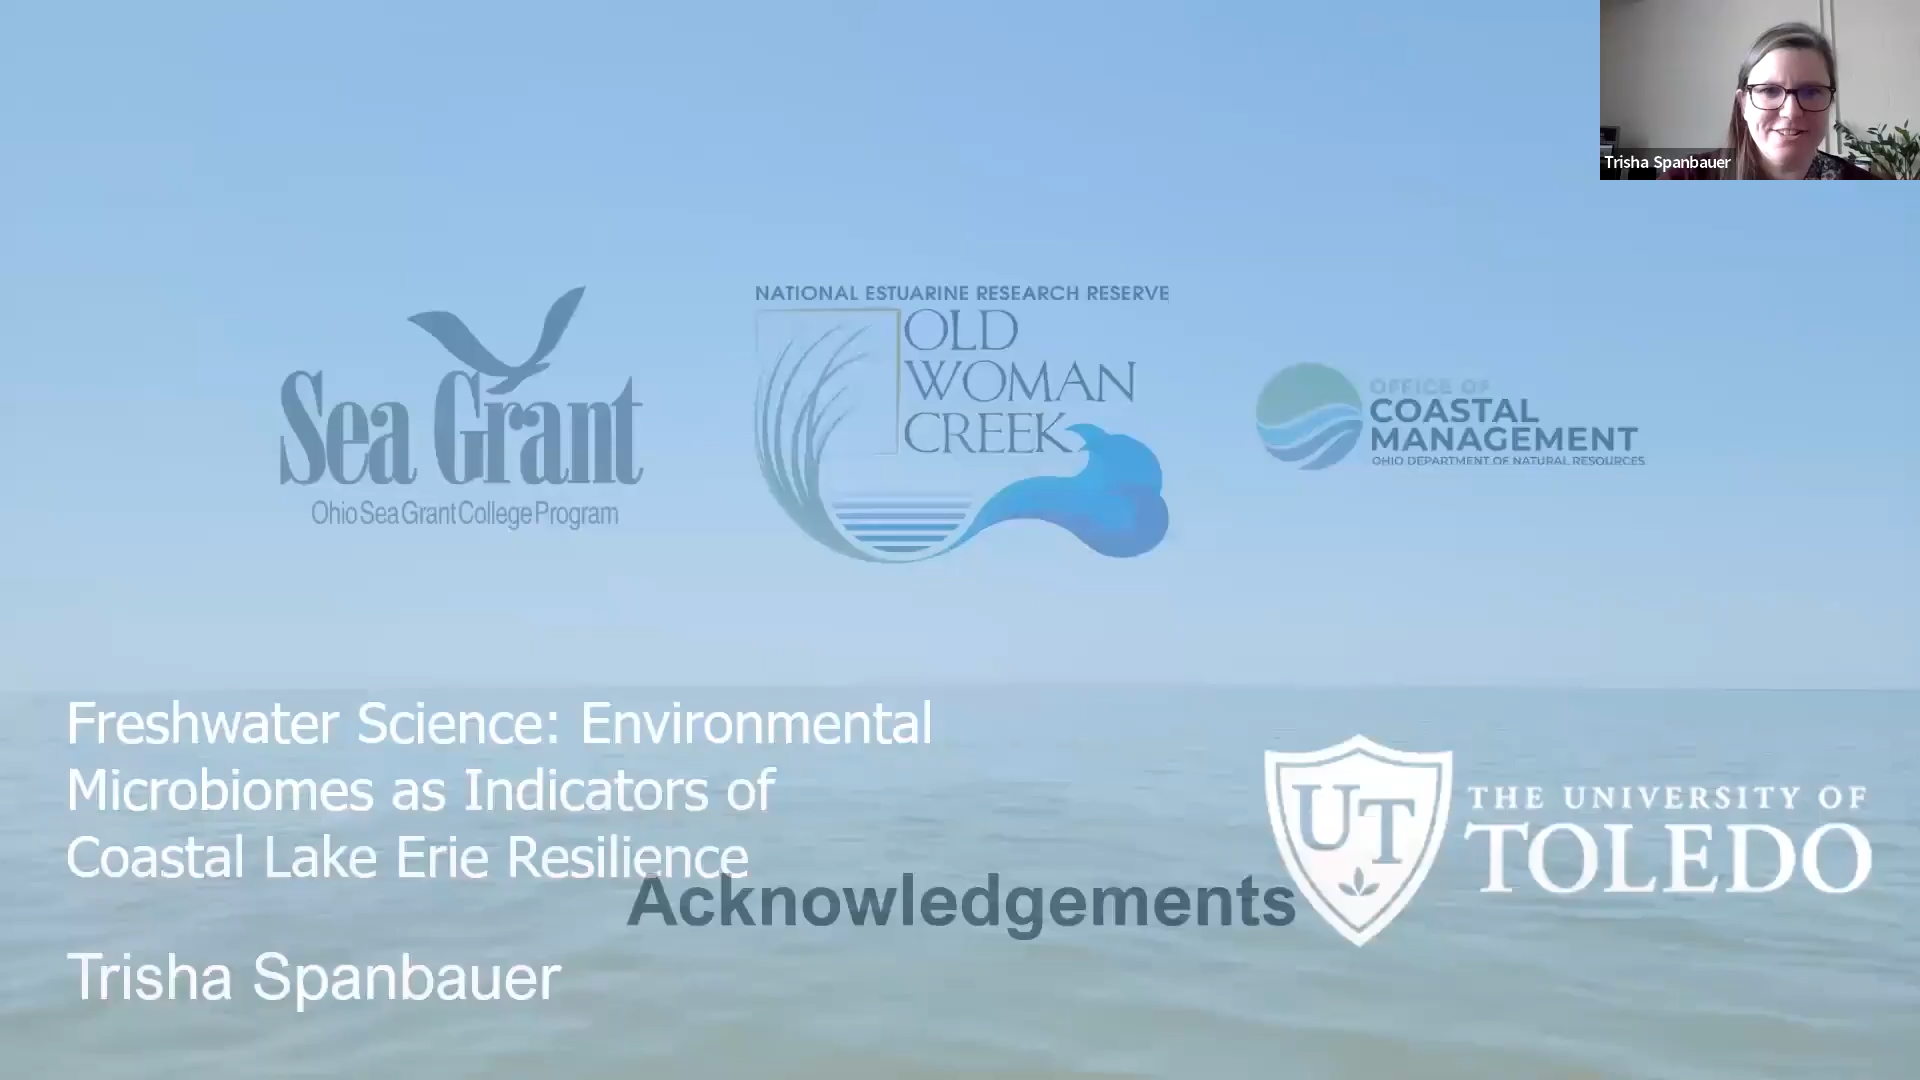 Trisha Spanbauer
Sea Grant
Ohio Sea Grant College Program
NATIONAL ESTUARINE RESEARCH RESERVE
OLD
WOMAN
CREEK
OFFICE OF
COASTAL
MANAGEMENT
OHIO DEPARTMENT OF NATURAL RESOURCES
Freshwater Science: Environmental
Microbiomes as Indicators of
Coastal Lake Erie Resilience
Acknowledgements
Trisha Spanbauer
UT
THE UNIVERSITY OF
TOLEDO